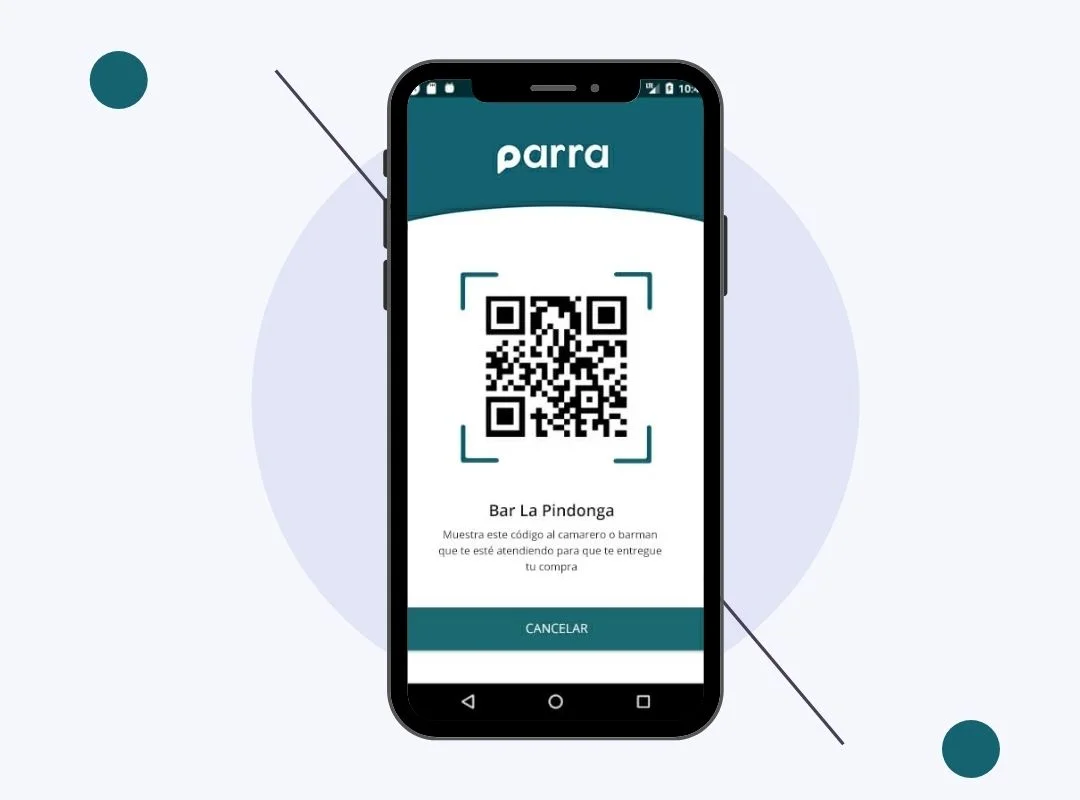 parra
Bar La Pindonga
Muestra este código al camarero o barman
que te esté atendiendo para que te entregue
tu compra
CANCELAR